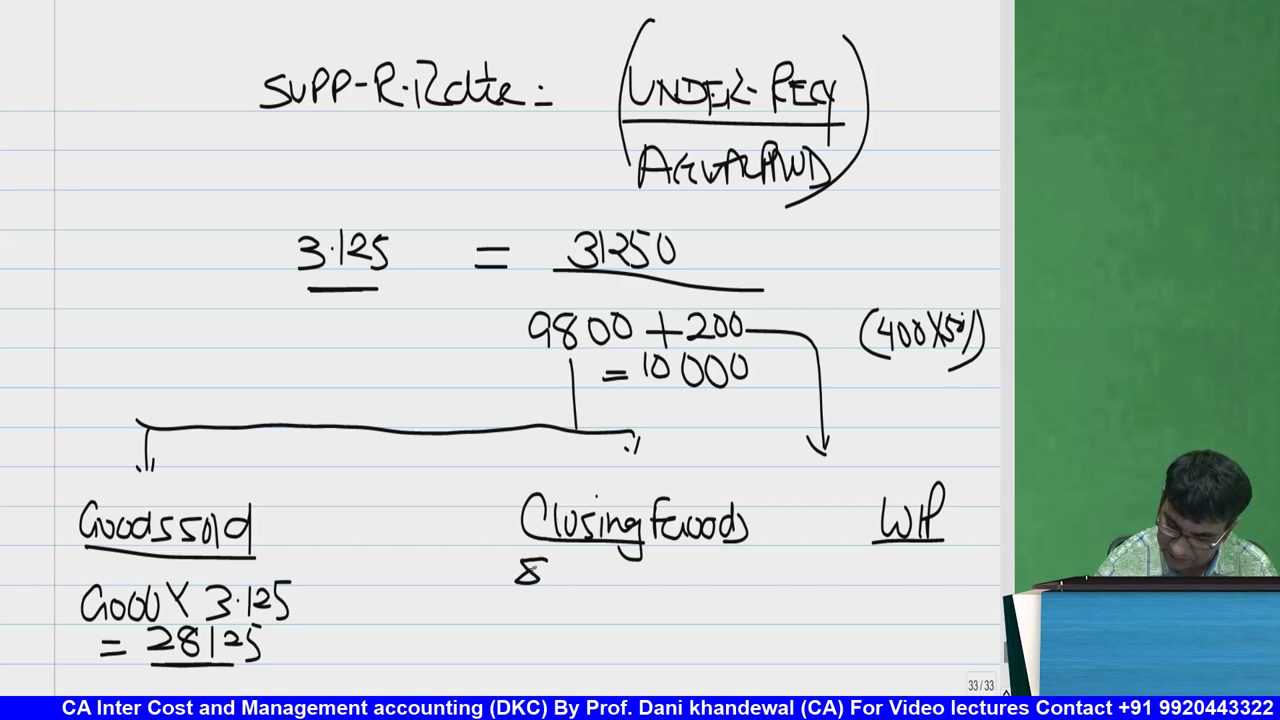 SUPP-R.Rate =
(UNDER-RECY
ACTUAL PROD)
3.125 = 31250
9800 + 200 (400 X 50%)
= 10000
Goods sold
Closing F Goods
WIP
9000 X 3.125
8
= 28125
33 / 33
CA Inter Cost and Management accounting (DKC) By Prof. Dani khandewal (CA) For Video lectures Contact +91 9920443322